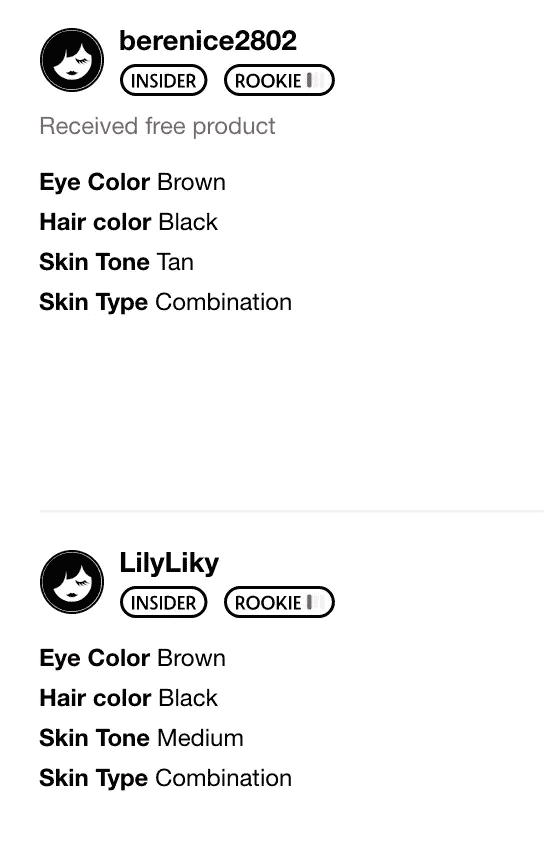 berenice2802
INSIDER ROOKIE
Received free product
Eye Color Brown
Hair color Black
Skin Tone Tan
Skin Type Combination
LilyLiky
INSIDER ROOKIE
Eye Color Brown
Hair color Black
Skin Tone Medium
Skin Type Combination